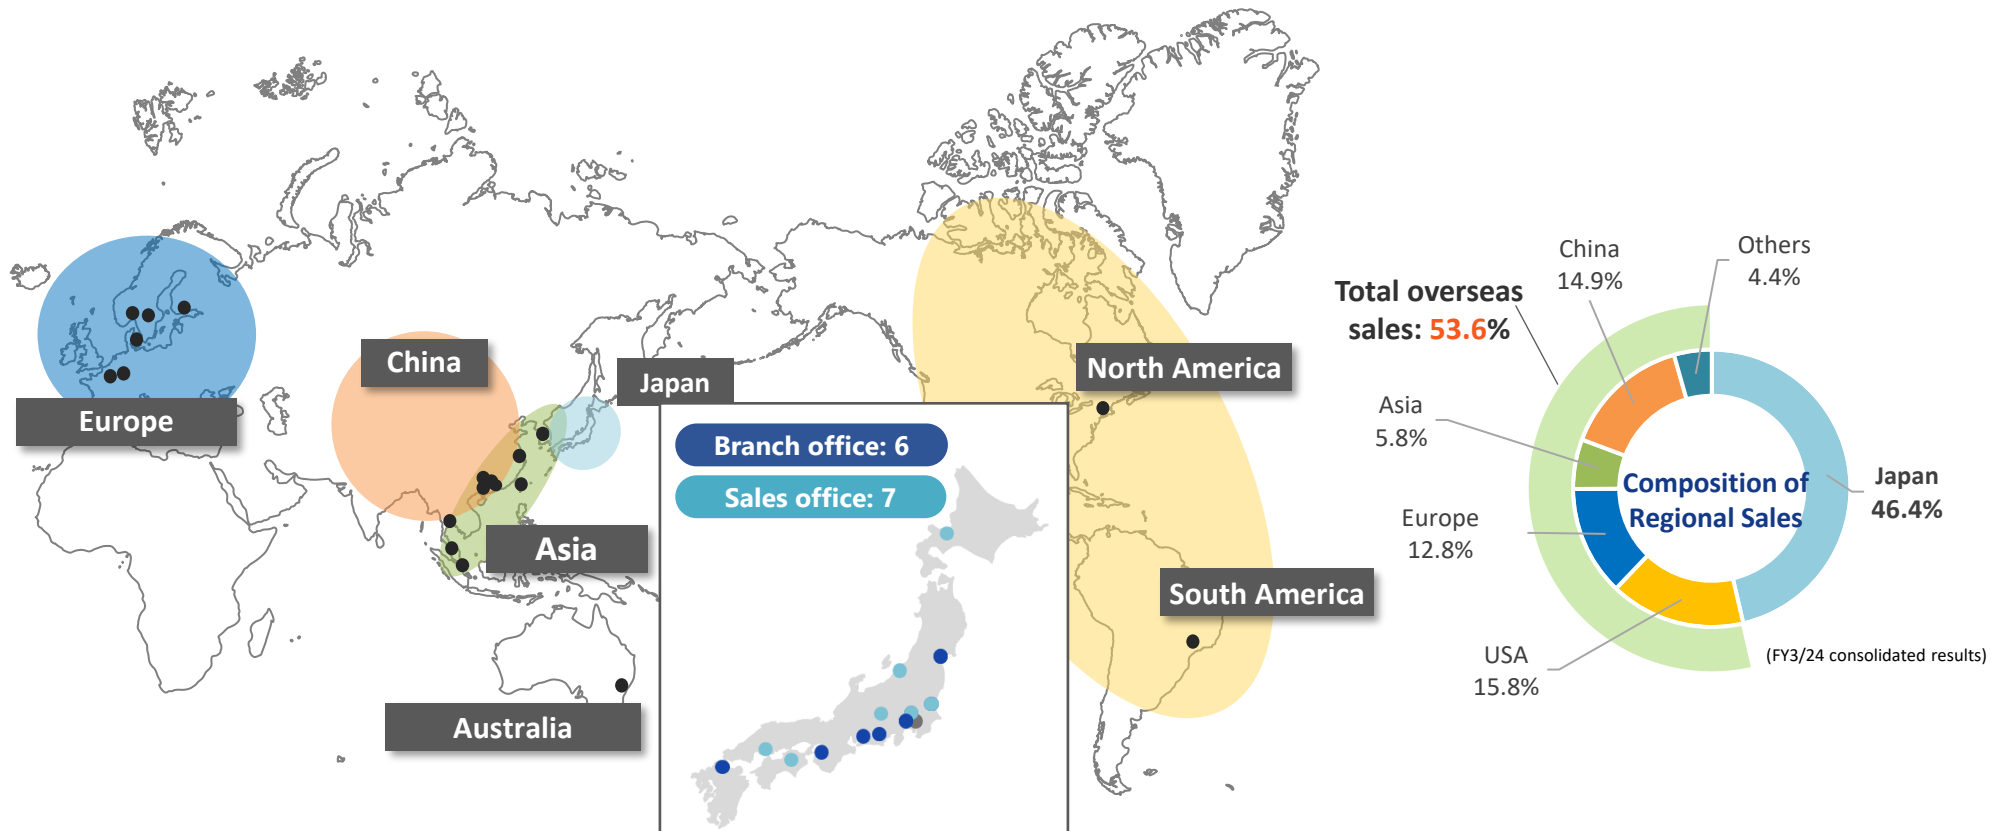 Europe
China
Japan
Asia
Australia
North America
South America
Branch office: 6
Sales office: 7
Total overseas
sales: 53.6%
China
14.9%
Others
4.4%
Asia
5.8%
Europe
12.8%
USA
15.8%
Japan
46.4%
Composition of
Regional Sales
(FY3/24 consolidated results)